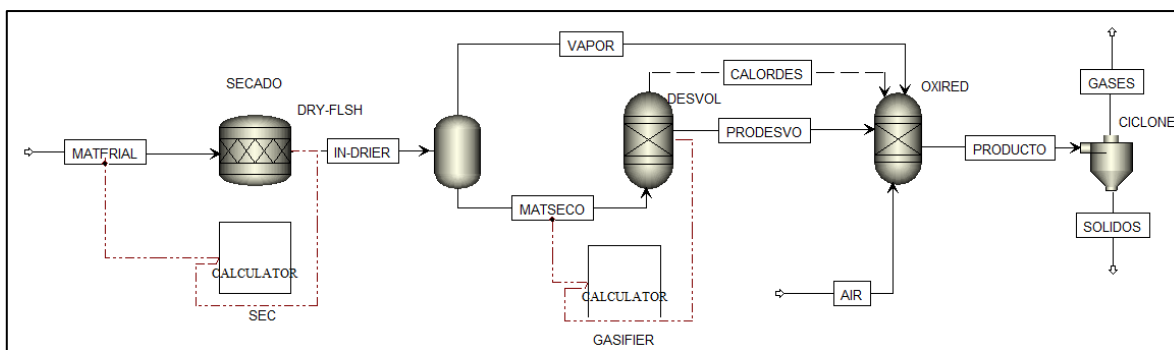 VAPOR
GASES
SECADO
CALORDES
DESVOL
OXIRED
DRY-FLSH
CICLONE
MATERIAL
IN-DRIER
PRODESVO
PRODUCTO
MATSECO
SOLIDOS
CALCULATOR
CALCULATOR
AIR
SEC
GASIFIER